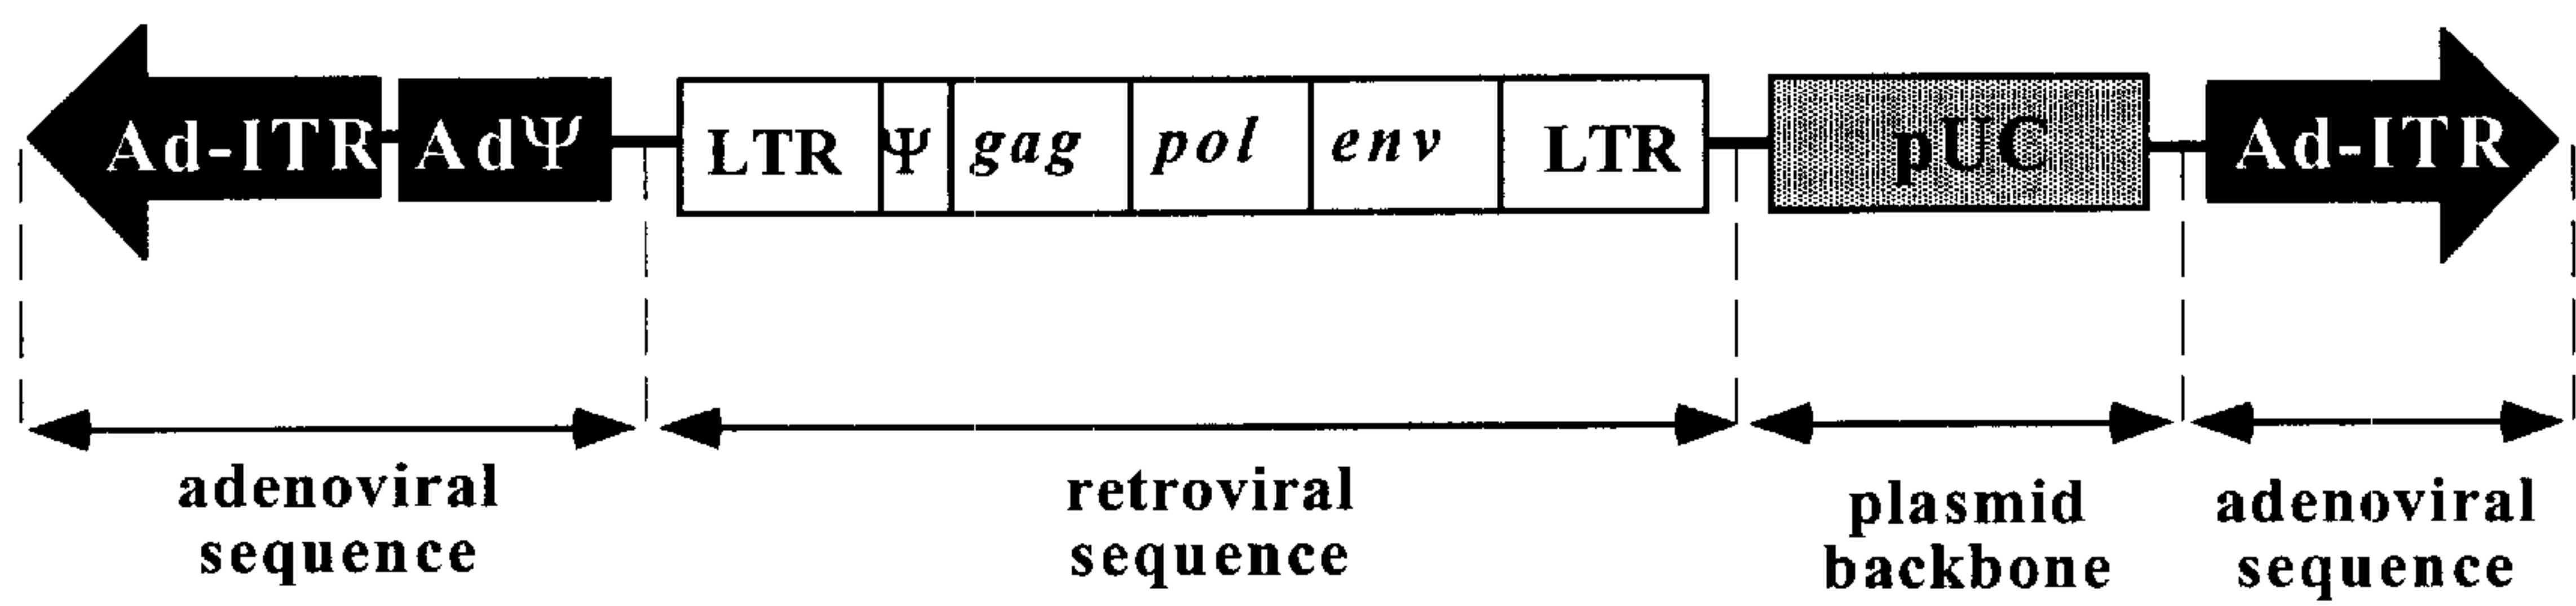 Ad-ITR AdΨ LTR Ψ gag pol env LTR pUC Ad-ITR
adenoviral sequence
retroviral sequence
plasmid backbone
adenoviral sequence